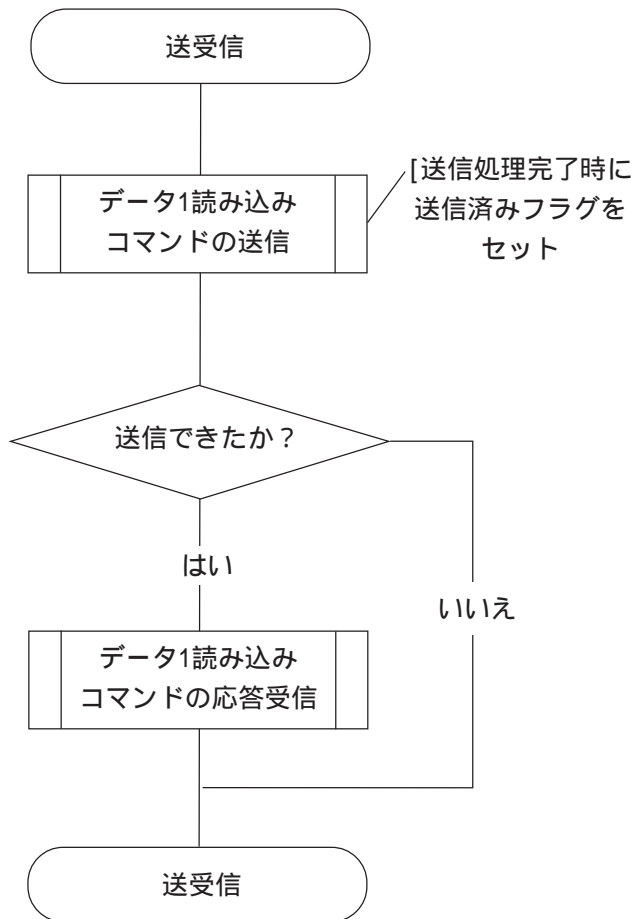 送受信
データ1読み込み
コマンドの送信
[送信処理完了時に
送信済みフラグを
セット
送信できたか？
はい
いいえ
データ1読み込み
コマンドの応答受信
送受信